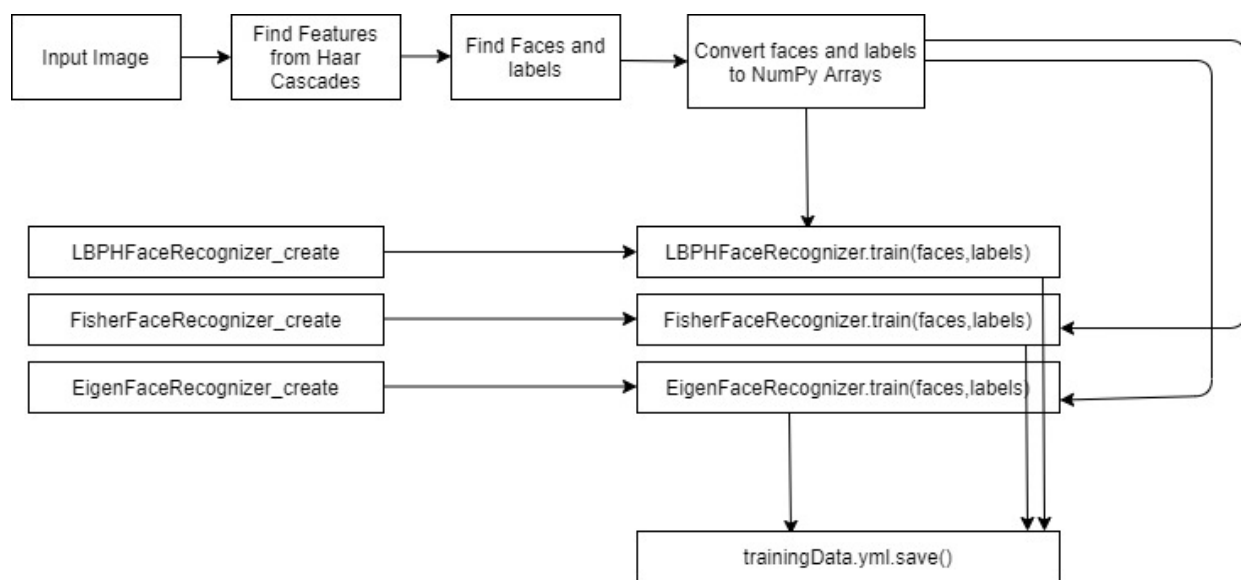 Input Image
Find Features
from Haar
Cascades
Find Faces and
labels
Convert faces and labels
to NumPy Arrays
LBPHFaceRecognizer_create
LBPHFaceRecognizer.train(faces,labels)
FisherFaceRecognizer_create
FisherFaceRecognizer.train(faces,labels)
EigenFaceRecognizer_create
EigenFaceRecognizer.train(faces,labels)
trainingData.yml.save()